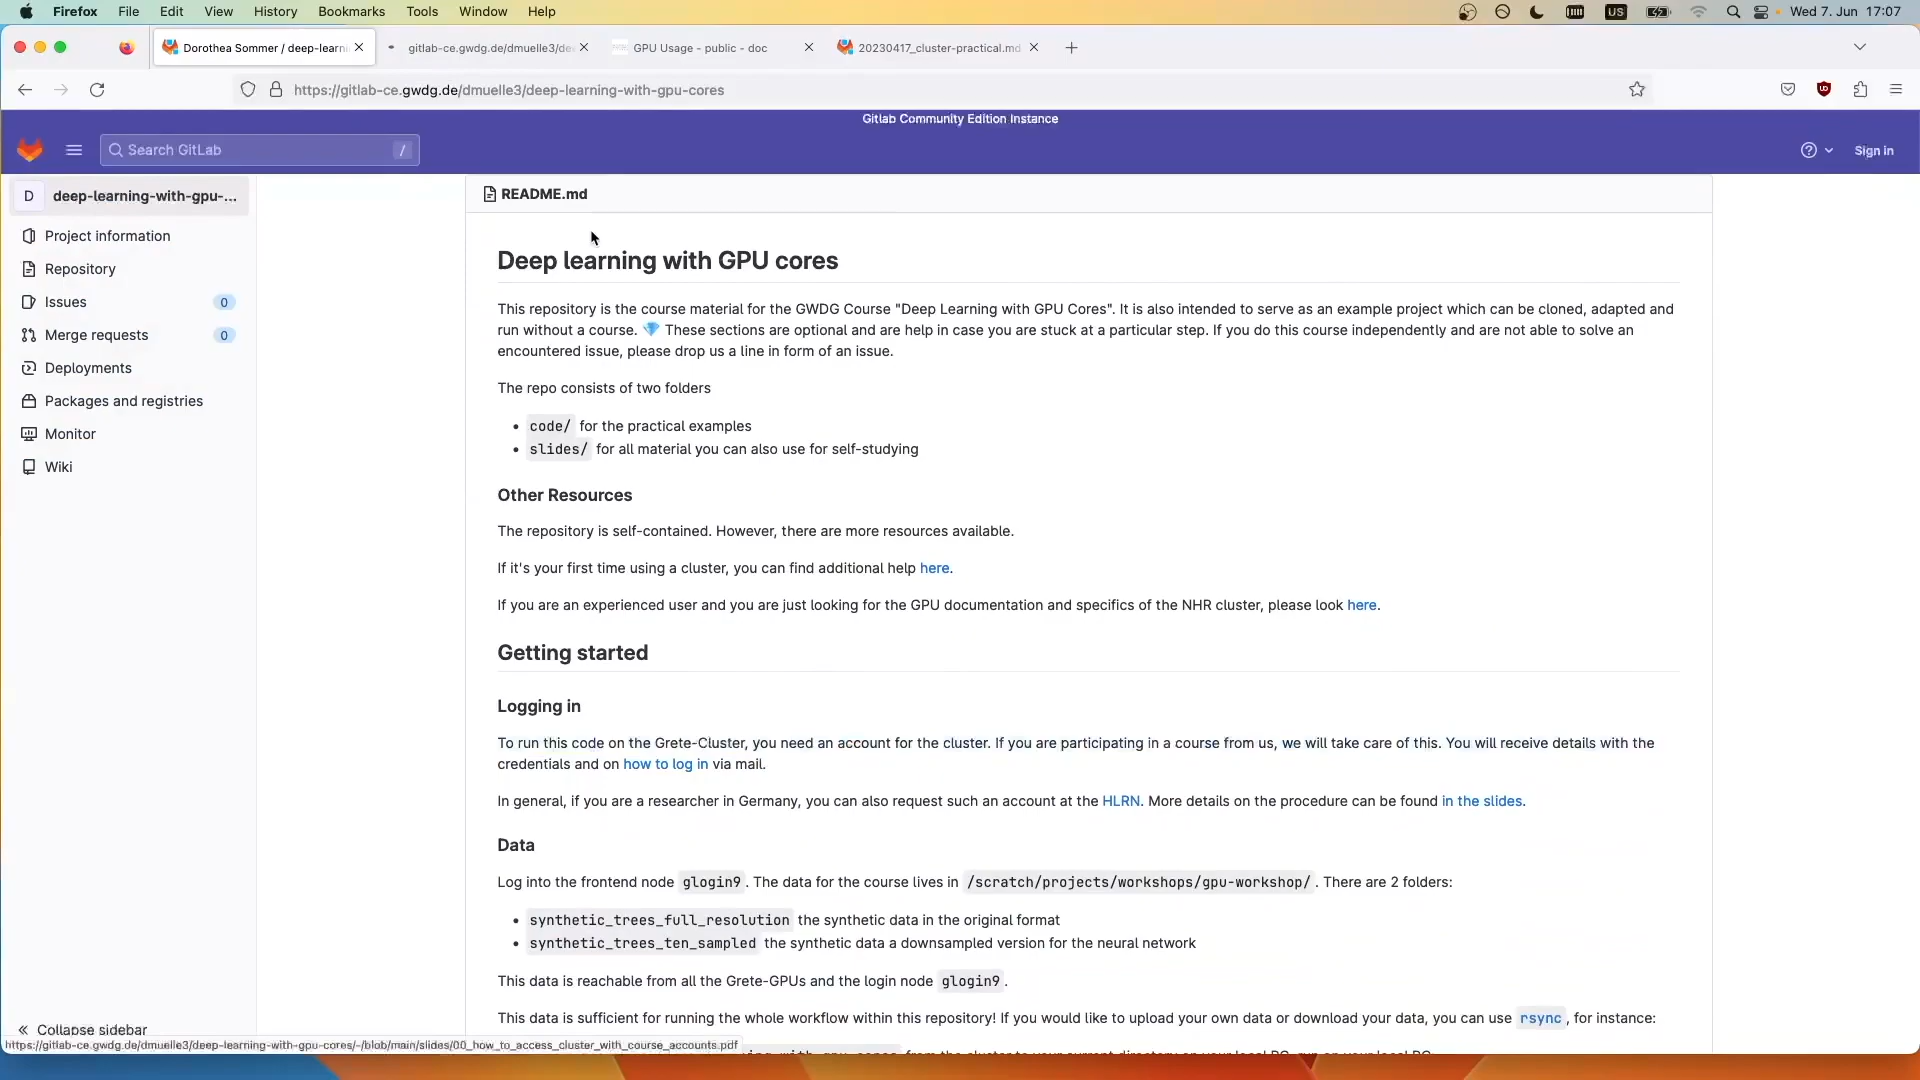 Firefox File Edit View History Bookmarks Tools Window Help US Wed 7. Jun 17:07
Dorothea Sommer / deep-learni gitlab-ce.gwdg.de/dmuelle3/de GPU Usage - public - doc 20230417_cluster-practical.md
https://gitlab-ce.gwdg.de/dmuelle3/deep-learning-with-gpu-cores
Gitlab Community Edition Instance
Search GitLab / Sign in
D deep-learning-with-gpu-...
Project information
Repository
Issues 0
Merge requests 0
Deployments
Packages and registries
Monitor
Wiki
Collapse sidebar
README.md
Deep learning with GPU cores
This repository is the course material for the GWDG Course "Deep Learning with GPU Cores". It is also intended to serve as an example project which can be cloned, adapted and
run without a course. 💎 These sections are optional and are help in case you are stuck at a particular step. If you do this course independently and are not able to solve an
encountered issue, please drop us a line in form of an issue.
The repo consists of two folders
• code/ for the practical examples
• slides/ for all material you can also use for self-studying
Other Resources
The repository is self-contained. However, there are more resources available.
If it's your first time using a cluster, you can find additional help here.
If you are an experienced user and you are just looking for the GPU documentation and specifics of the NHR cluster, please look here.
Getting started
Logging in
To run this code on the Grete-Cluster, you need an account for the cluster. If you are participating in a course from us, we will take care of this. You will receive details with the
credentials and on how to log in via mail.
In general, if you are a researcher in Germany, you can also request such an account at the HLRN. More details on the procedure can be found in the slides.
Data
Log into the frontend node glogin9. The data for the course lives in /scratch/projects/workshops/gpu-workshop/. There are 2 folders:
• synthetic_trees_full_resolution the synthetic data in the original format
• synthetic_trees_ten_sampled the synthetic data a downsampled version for the neural network
This data is reachable from all the Grete-GPUs and the login node glogin9.
This data is sufficient for running the whole workflow within this repository! If you would like to upload your own data or download your data, you can use rsync, for instance:
https://gitlab-ce.gwdg.de/dmuelle3/deep-learning-with-gpu-cores/-/blob/main/slides/00_how_to_access_cluster_with_course_accounts.pdf